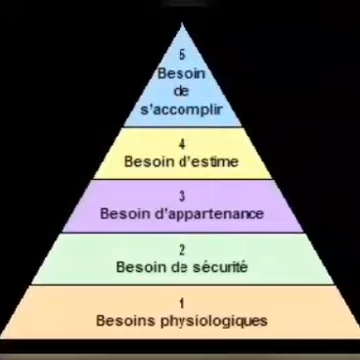 5
Besoin
de
s'accomplir
4
Besoin d'estime
3
Besoin d'appartenance
2
Besoin de sécurité
1
Besoins physiologiques